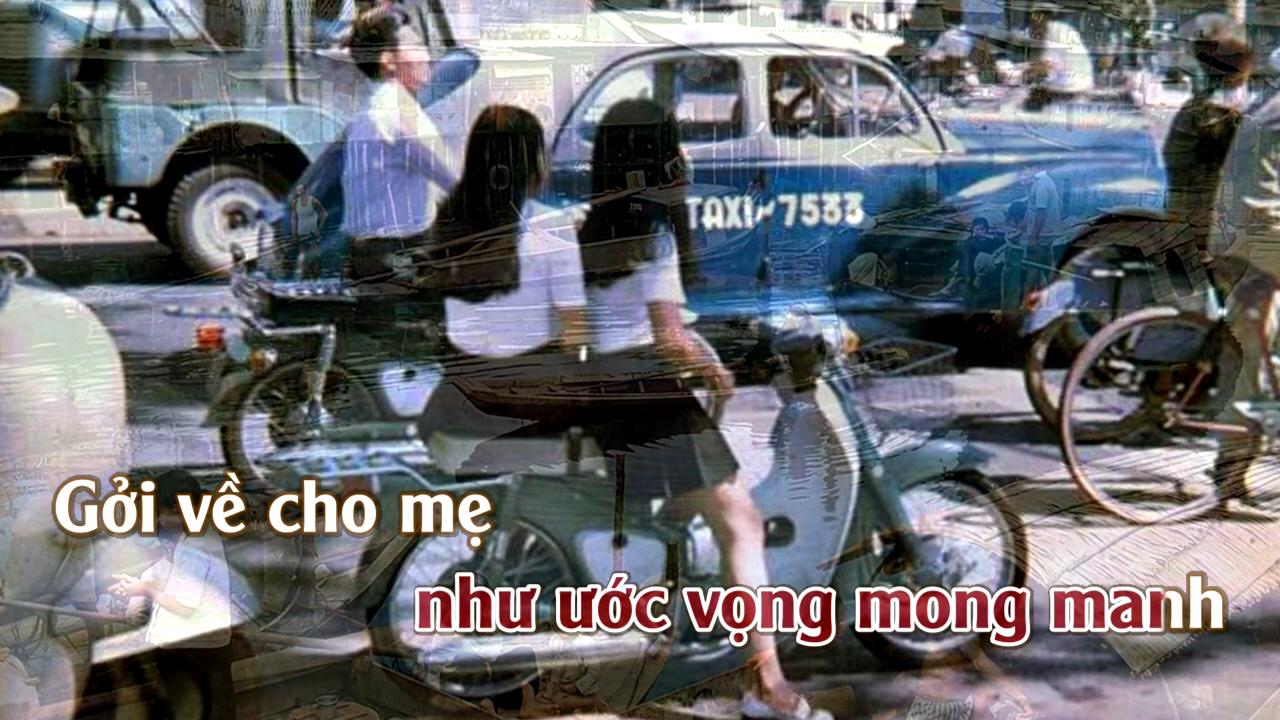 TAXI-7533
Gởi về cho mẹ
như ước vọng mong manh